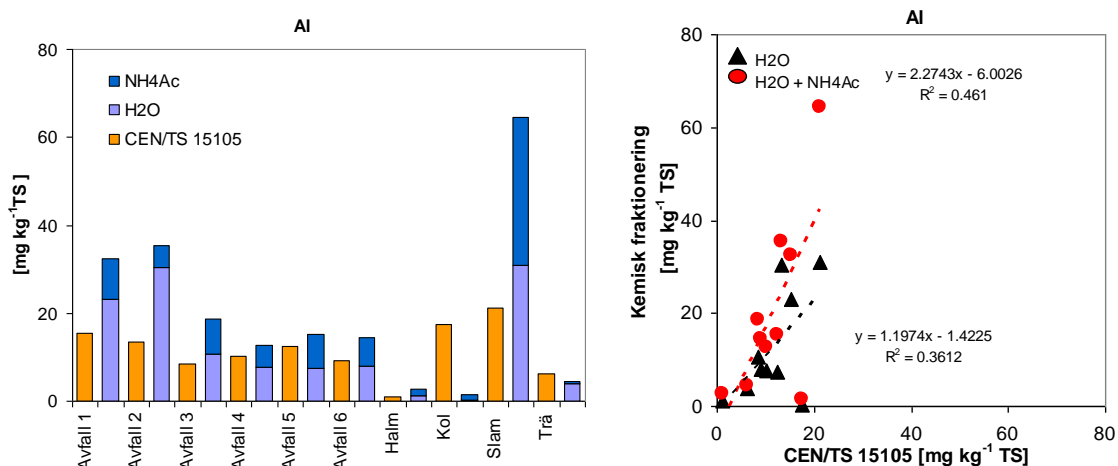 Al
[mg kg-1TS]
80
60
40
20
0
NH4Ac
H2O
CEN/TS 15105
Avfall 1
Avfall 2
Avfall 3
Avfall 4
Avfall 5
Avfall 6
Halm
Kol
Slam
Trä
Al
Kemisk fraktionering
[mg kg-1 TS]
80
60
40
20
0
H2O
H2O + NH4Ac
y = 2.2743x - 6.0026
R2 = 0.461
y = 1.1974x - 1.4225
R2 = 0.3612
0 20 40 60 80
CEN/TS 15105 [mg kg-1 TS]